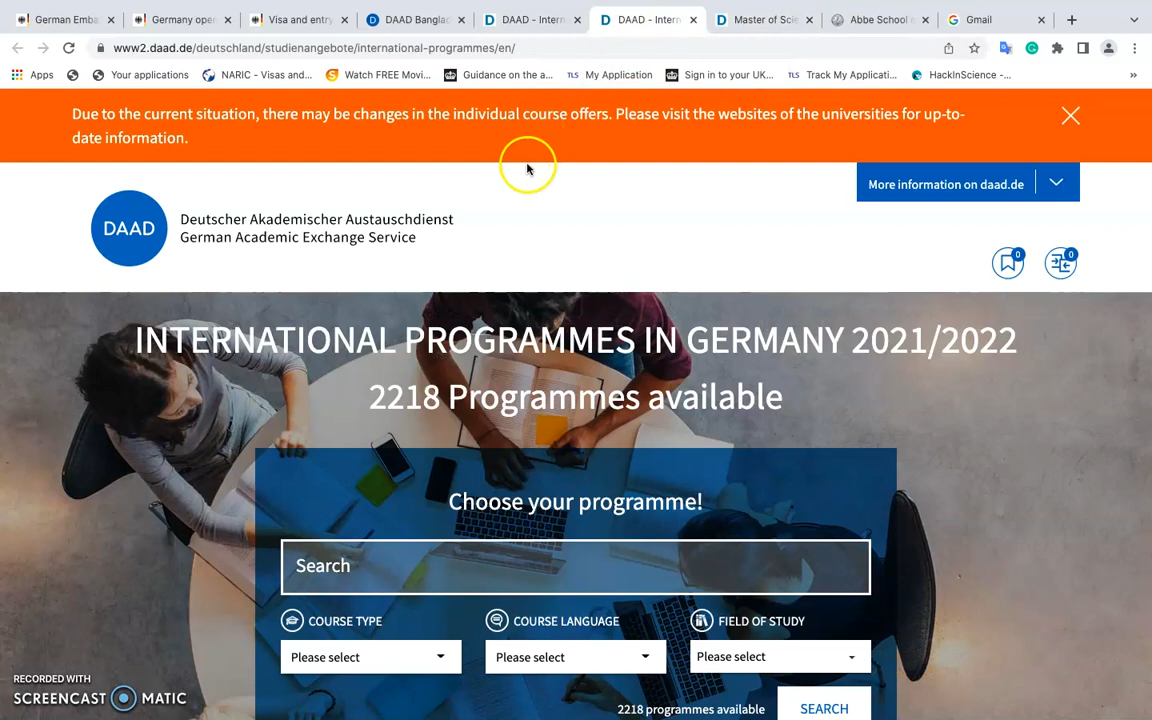 German Emba
Germany open
Visa and entry
DAAD Banglad
DAAD - Intern
DAAD - Intern
Master of Scie
Abbe School o
Gmail
www2.daad.de/deutschland/studienangebote/international-programmes/en/
Apps
Your applications
NARIC - Visas and...
Watch FREE Movi...
Guidance on the a...
TLS My Application
Sign in to your UK...
TLS Track My Applicati...
HackInScience -...
Due to the current situation, there may be changes in the individual course offers. Please visit the websites of the universities for up-to-
date information.
More information on daad.de
DAAD
Deutscher Akademischer Austauschdienst
German Academic Exchange Service
0
0
INTERNATIONAL PROGRAMMES IN GERMANY 2021/2022
2218 Programmes available
Choose your programme!
Search
COURSE TYPE
COURSE LANGUAGE
FIELD OF STUDY
Please select
Please select
Please select
2218 programmes available
SEARCH
RECORDED WITH
SCREENCAST MATIC